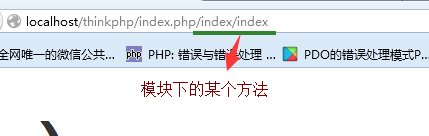 localhost/thinkphp/index.php/index/index
全网唯一的微信公共... php PHP: 错误与错误处理 ... PDO的错误处理模式P...
模块下的某个方法